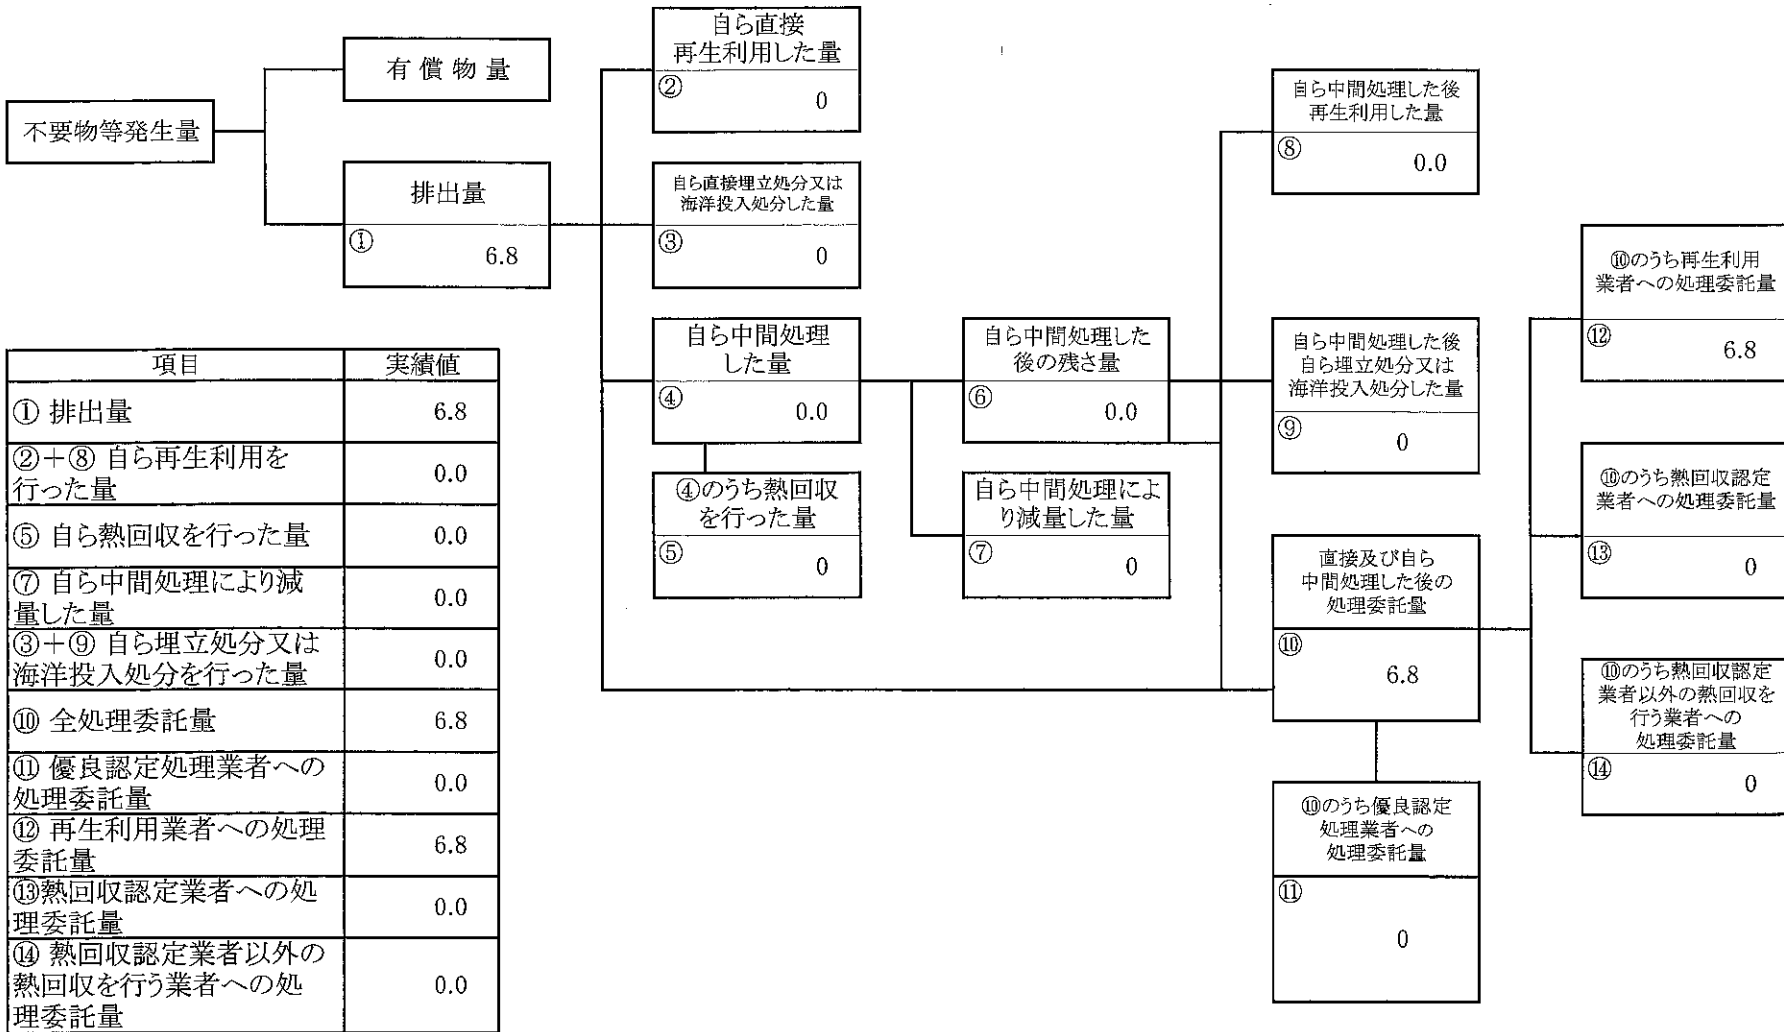 不要物等発生量
有償物量
排出量
①
6.8
自ら直接
再生利用した量
②
0
自ら直接埋立処分又は
海洋投入処分した量
③
0
自ら中間処理
した量
④
0.0
④のうち熱回収
を行った量
⑤
0
自ら中間処理した
後の残さ量
⑥
0.0
自ら中間処理によ
り減量した量
⑦
0
自ら中間処理した後
再生利用した量
⑧
0.0
自ら中間処理した後
自ら埋立処分又は
海洋投入処分した量
⑨
0
直接及び自ら
中間処理した後の
処理委託量
⑩
6.8
⑩のうち優良認定
処理業者への
処理委託量
⑪
0
⑩のうち再生利用
業者への処理委託量
⑫
6.8
⑩のうち熱回収認定
業者への処理委託量
⑬
0
⑩のうち熱回収認定
業者以外の熱回収を
行う業者への
処理委託量
⑭
0
項目 実績値
① 排出量 6.8
②＋⑧ 自ら再生利用を
行った量 0.0
⑤ 自ら熱回収を行った量 0.0
⑦ 自ら中間処理により減
量した量 0.0
③＋⑨ 自ら埋立処分又は
海洋投入処分を行った量 0.0
⑩ 全処理委託量 6.8
⑪ 優良認定処理業者への
処理委託量 0.0
⑫ 再生利用業者への処理
委託量 6.8
⑬熱回収認定業者への処
理委託量 0.0
⑭ 熱回収認定業者以外の
熱回収を行う業者への処
理委託量 0.0